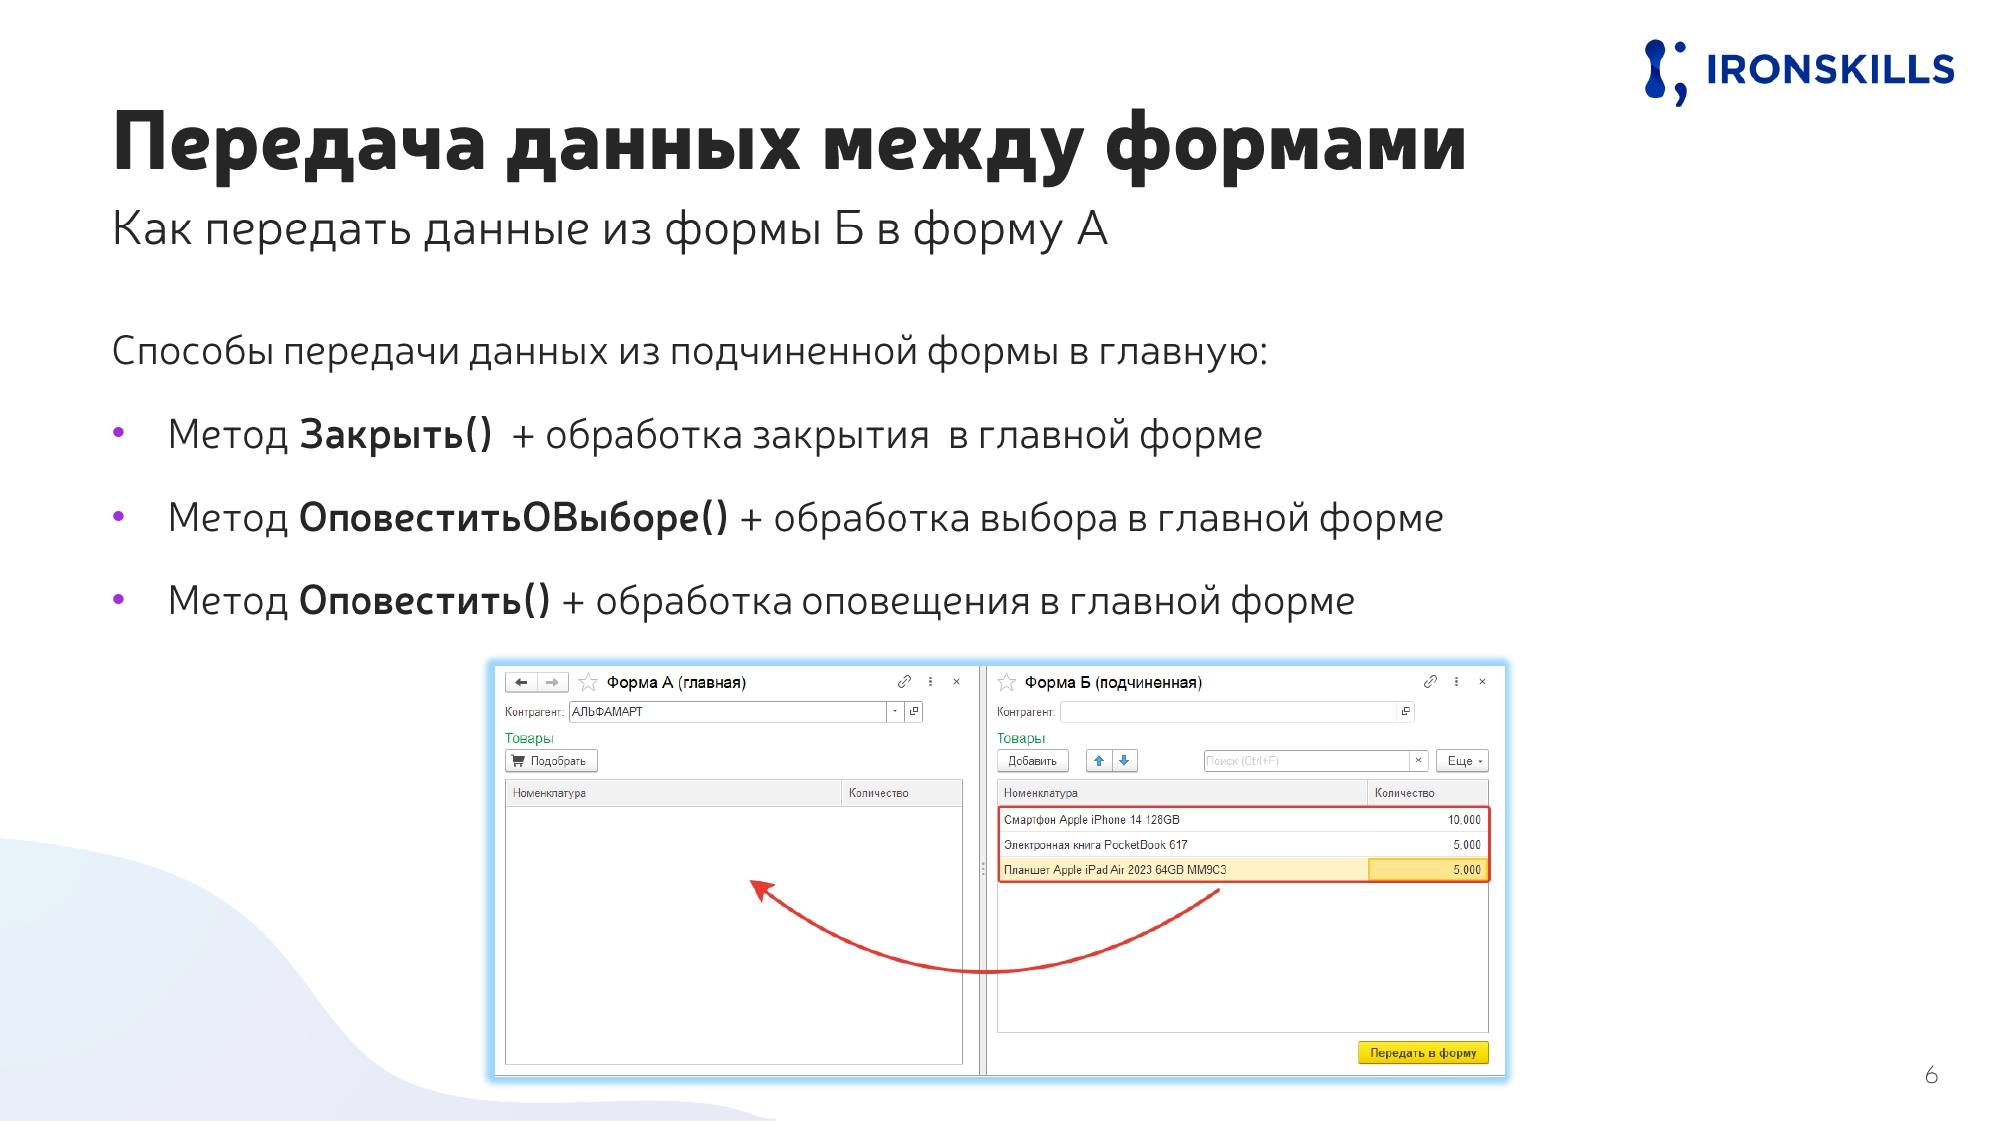 IRONSKILLS
Передача данных между формами
Как передать данные из формы Б в форму А
Способы передачи данных из подчиненной формы в главную:
• Метод Закрыть() + обработка закрытия в главной форме
• Метод ОповеститьОВыборе() + обработка выбора в главной форме
• Метод Оповестить() + обработка оповещения в главной форме
Форма А (главная)
Контрагент: АЛЬФАМАРТ
Товары
Подобрать
Номенклатура Количество
Форма Б (подчиненная)
Контрагент:
Товары
Добавить Поиск (Ctrl+F) × Еще
Номенклатура Количество
Смартфон Apple iPhone 14 128GB 10,000
Электронная книга PocketBook 617 5,000
Планшет Apple iPad Air 2023 64GB MM9C3 5,000
Передать в форму
6